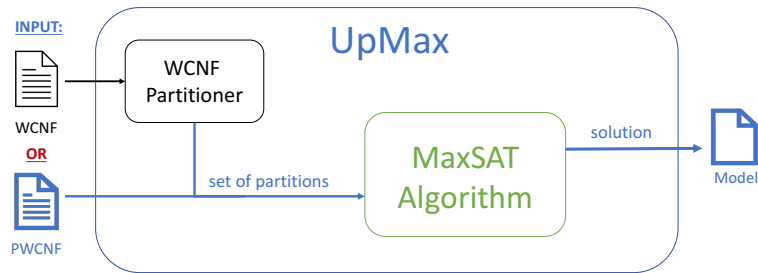 INPUT:
UpMax
WCNF
Partitioner
WCNF
OR
set of partitions
MaxSAT
Algorithm
solution
Model
PWCNF